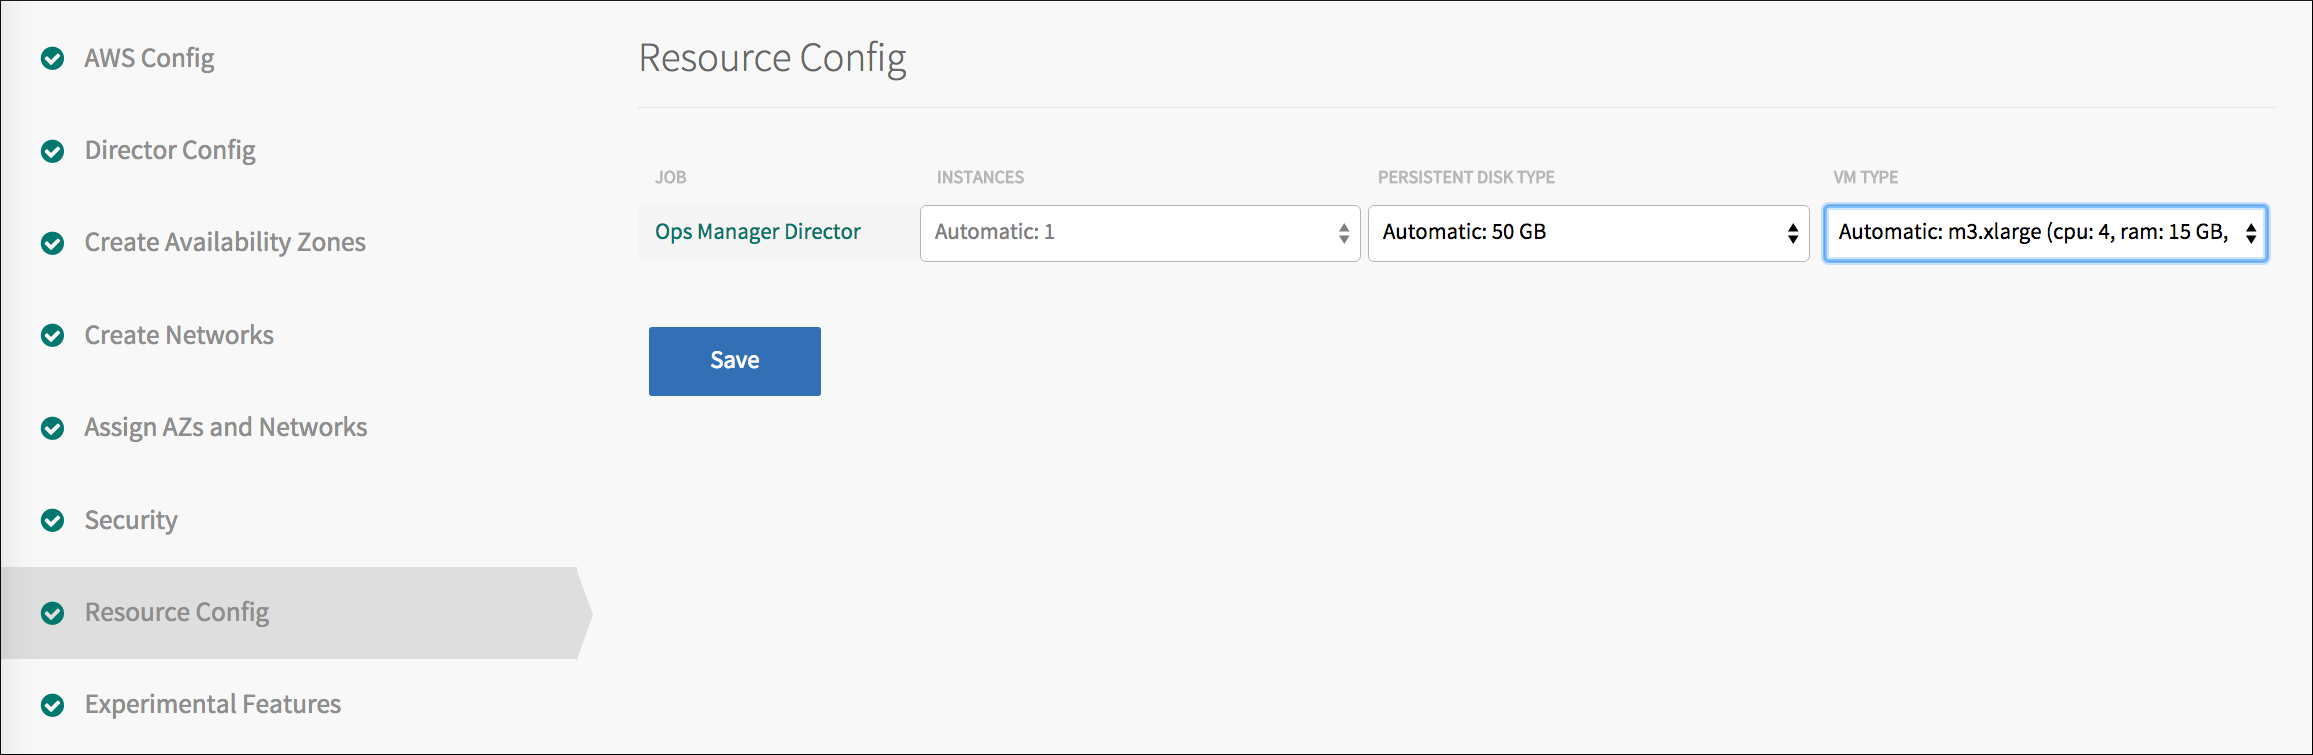 AWS Config
Director Config
Create Availability Zones
Create Networks
Assign AZs and Networks
Security
Resource Config
Experimental Features
Resource Config
JOB INSTANCES PERSISTENT DISK TYPE VM TYPE
Ops Manager Director Automatic: 1 Automatic: 50 GB Automatic: m3.xlarge (cpu: 4, ram: 15 GB,
Save